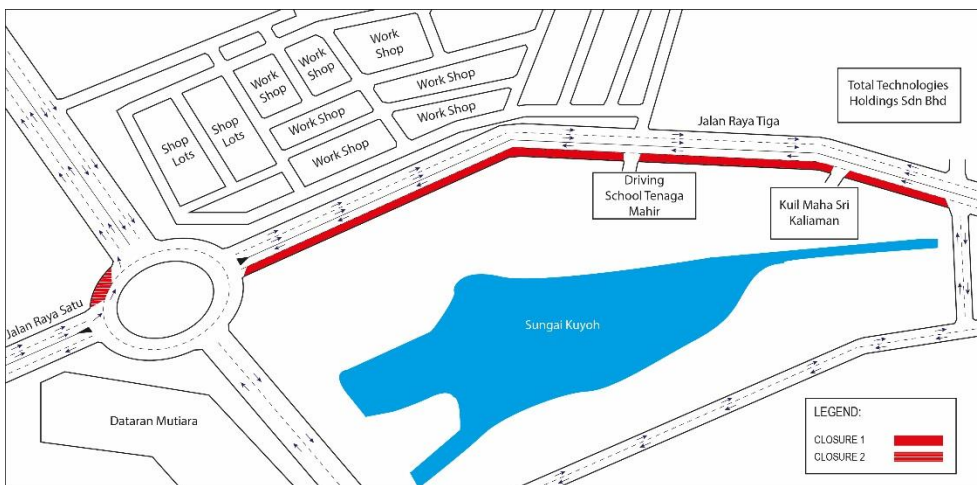 Work
Shop
Work
Shop
Work
Shop
Work Shop
Work Shop
Work Shop
Work Shop
Shop
Lots
Shop
Lots
Total Technologies
Holdings Sdn Bhd
Jalan Raya Tiga
Driving
School Tenaga
Mahir
Kuil Maha Sri
Kaliaman
Jalan Raya Satu
Sungai Kuyoh
Dataran Mutiara
LEGEND:
CLOSURE 1
CLOSURE 2